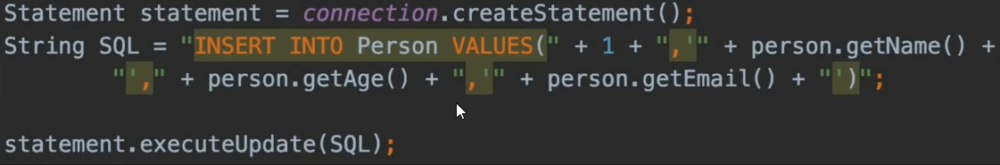 Statement statement = connection.createStatement();
String SQL = "INSERT INTO Person VALUES(" + 1 + ",'" + person.getName() +
"'," + person.getAge() + ",'" + person.getEmail() + "')";
statement.executeUpdate(SQL);